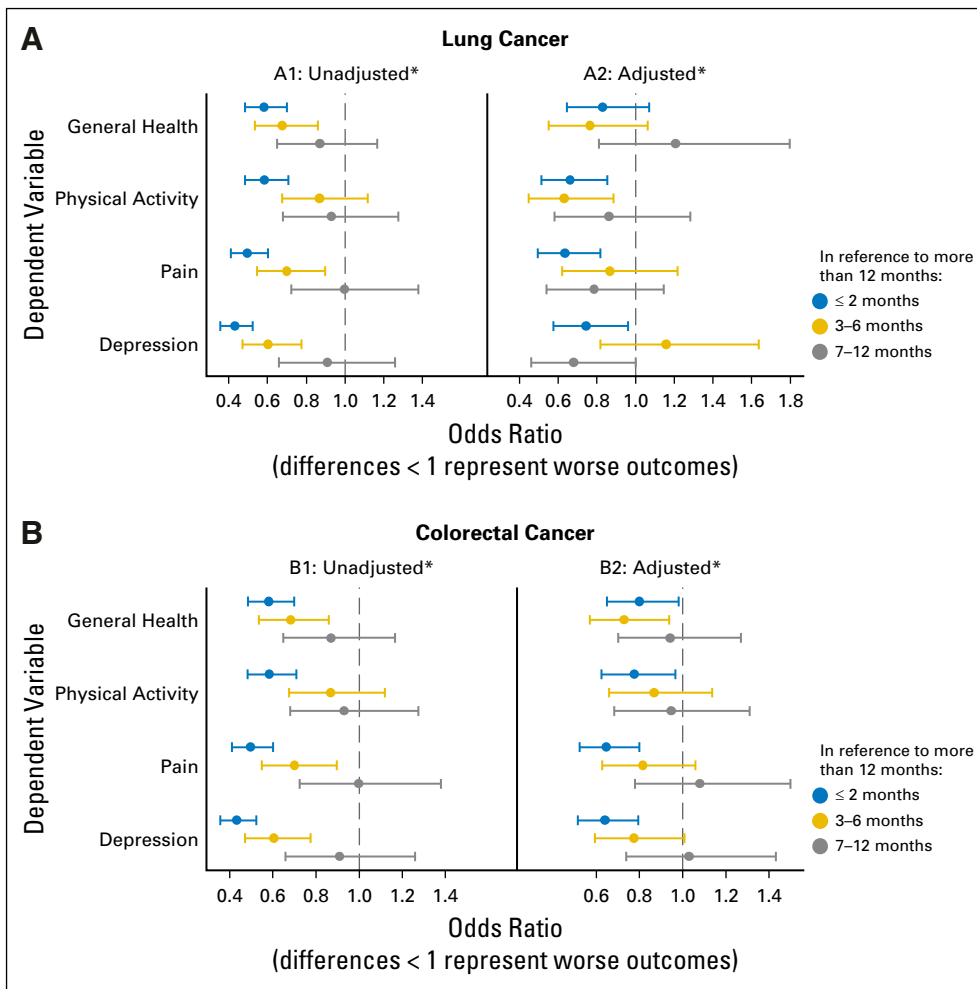 A
Lung Cancer
A1: Unadjusted*
A2: Adjusted*
Dependent Variable
General Health
Physical Activity
Pain
Depression
0.4 0.6 0.8 1.0 1.2 1.4
0.4 0.6 0.8 1.0 1.2 1.4 1.6 1.8
Odds Ratio
(differences < 1 represent worse outcomes)
In reference to more
than 12 months:
≤ 2 months
3–6 months
7–12 months
B
Colorectal Cancer
B1: Unadjusted*
B2: Adjusted*
Dependent Variable
General Health
Physical Activity
Pain
Depression
0.4 0.6 0.8 1.0 1.2 1.4
0.6 0.8 1.0 1.2 1.4
Odds Ratio
(differences < 1 represent worse outcomes)
In reference to more
than 12 months:
≤ 2 months
3–6 months
7–12 months